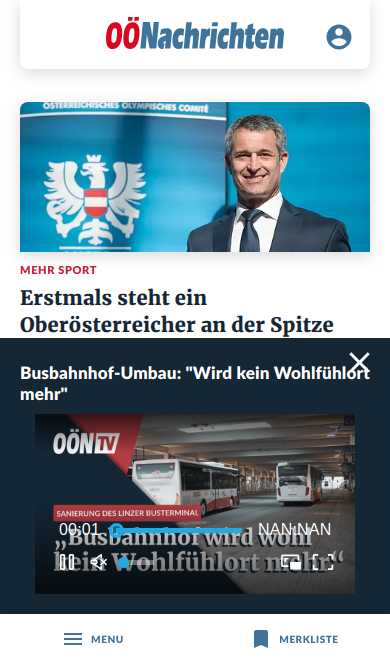 OÖNachrichten
ÖSTERREICHISCHES OLYMPISCHES COMITÉ
MEHR SPORT
Erstmals steht ein
Oberösterreicher an der Spitze
Busbahnhof-Umbau: "Wird kein Wohlfühlort
mehr"
OÖN TV
SANIERUNG DES LINZER BUSTERMINAL
00:01
NAN:NAN
„Busbahnhof wird wohl
kein Wohlfühlort mehr“
MENU
MERKLISTE